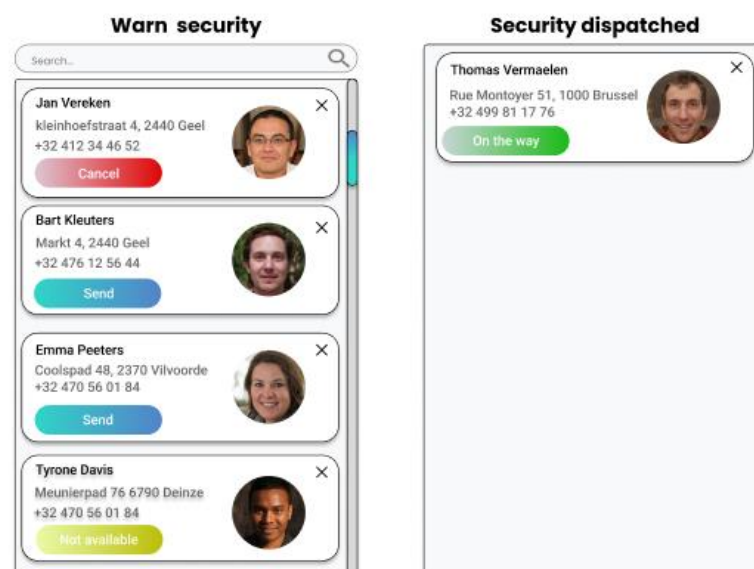 Warn security
Search...
Jan Vereken
kleinhoefstraat 4, 2440 Geel
+32 412 34 46 52
Cancel
Bart Kleuters
Markt 4, 2440 Geel
+32 476 12 56 44
Send
Emma Peeters
Coolspad 48, 2370 Vilvoorde
+32 470 56 01 84
Send
Tyrone Davis
Meunierpad 76 6790 Deinze
+32 470 56 01 84
Not available
Security dispatched
Thomas Vermaelen
Rue Montoyer 51, 1000 Brussel
+32 499 81 17 76
On the way